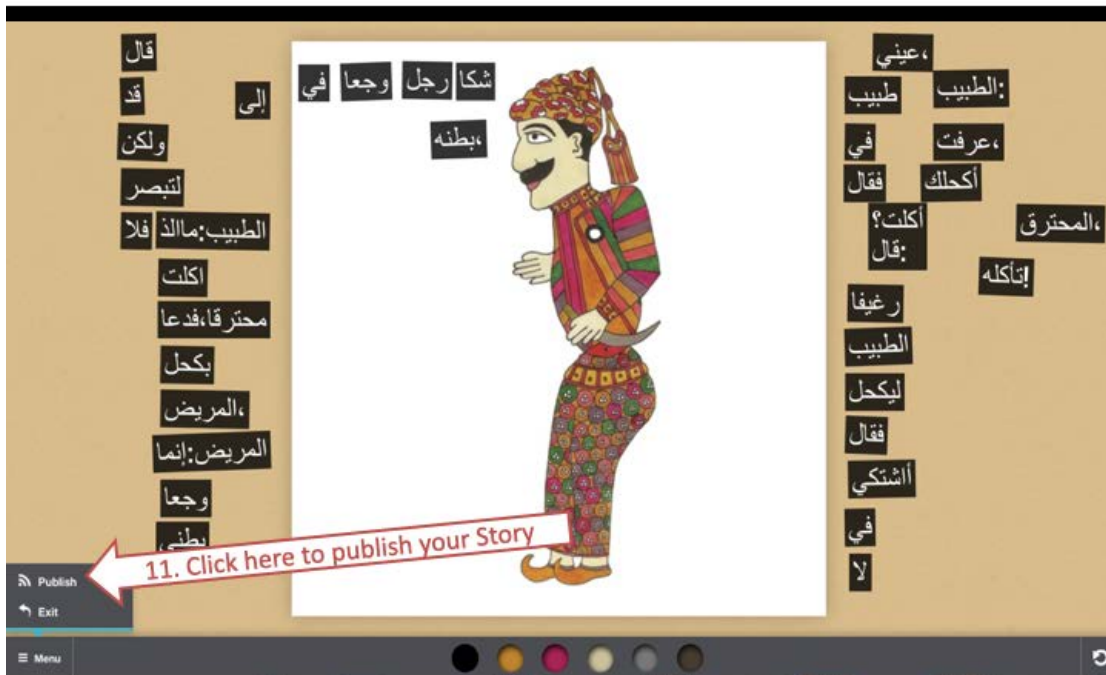 قال
قد
إلى
ولكن
لتبصر
الطبيب:ماالذ
فلا
اكلت
محترقا،فدعا
بكحل
المريض،
المريض:إنما
وجعا
بطني
شكا رجل وجعا في
بطنه،
عيني،
طبيب
الطبيب:
في
عرفت،
فقال
أكحلك
أكلت؟
قال:
المحترق،
تأكله!
رغيفا
الطبيب
ليكحل
فقال
أاشتكي
في
لا
11. Click here to publish your Story
Publish
Exit
Menu